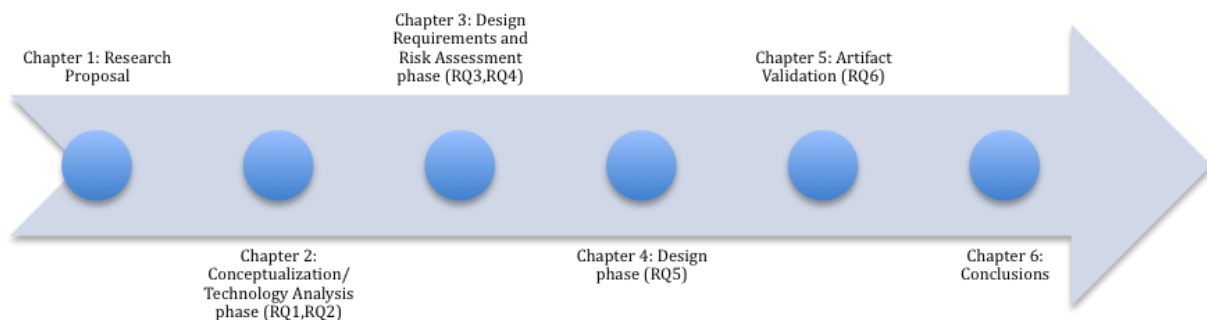 Chapter 1: Research
Proposal
Chapter 2:
Conceptualization/
Technology Analysis
phase (RQ1,RQ2)
Chapter 3: Design
Requirements and
Risk Assessment
phase (RQ3,RQ4)
Chapter 4: Design
phase (RQ5)
Chapter 5: Artifact
Validation (RQ6)
Chapter 6:
Conclusions